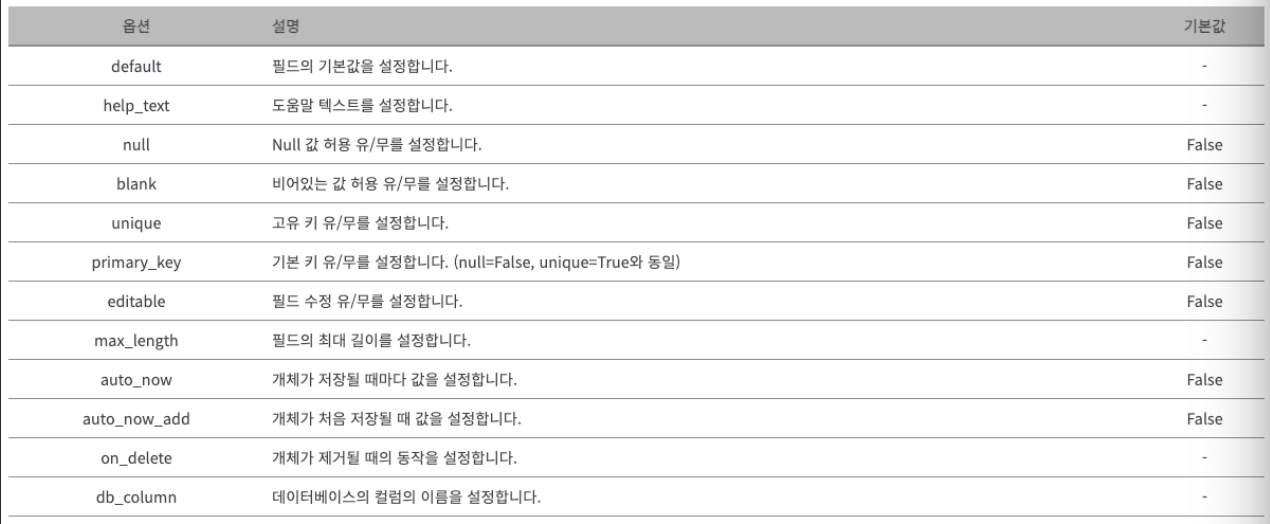 옵션 설명 기본값
default 필드의 기본값을 설정합니다. -
help_text 도움말 텍스트를 설정합니다. -
null Null 값 허용 유/무를 설정합니다. False
blank 비어있는 값 허용 유/무를 설정합니다. False
unique 고유 키 유/무를 설정합니다. False
primary_key 기본 키 유/무를 설정합니다. (null=False, unique=True와 동일) False
editable 필드 수정 유/무를 설정합니다. False
max_length 필드의 최대 길이를 설정합니다. -
auto_now 개체가 저장될 때마다 값을 설정합니다. False
auto_now_add 개체가 처음 저장될 때 값을 설정합니다. False
on_delete 개체가 제거될 때의 동작을 설정합니다. -
db_column 데이터베이스의 컬럼의 이름을 설정합니다. -